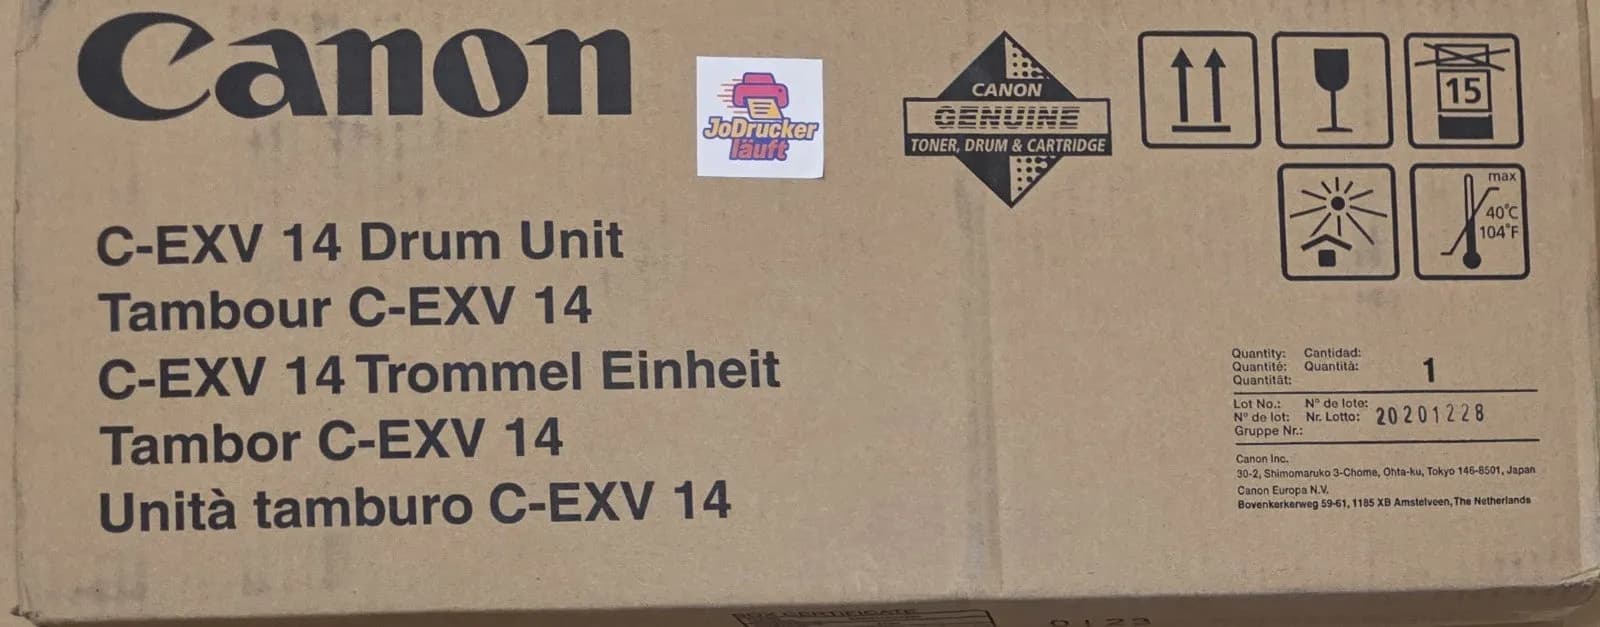 Canon
JoDrucker
läuft
CANON
GENUINE
TONER, DRUM & CARTRIDGE
15
max
40°C
104°F
C-EXV 14 Drum Unit
Tambour C-EXV 14
C-EXV 14 Trommel Einheit
Tambor C-EXV 14
Unità tamburo C-EXV 14
Quantity: Cantidad:
Quantité: Quantità:
Quantität:
1
Lot No.: N° de lote:
N° de lot: Nr. Lotto: 20201228
Gruppe Nr.:
Canon Inc.
30-2, Shimomaruko 3-Chome, Ohta-ku, Tokyo 146-8501, Japan
Canon Europa N.V.
Bovenkerkerweg 59-61, 1185 XB Amstelveen, The Netherlands
BOX CERTIFICATE